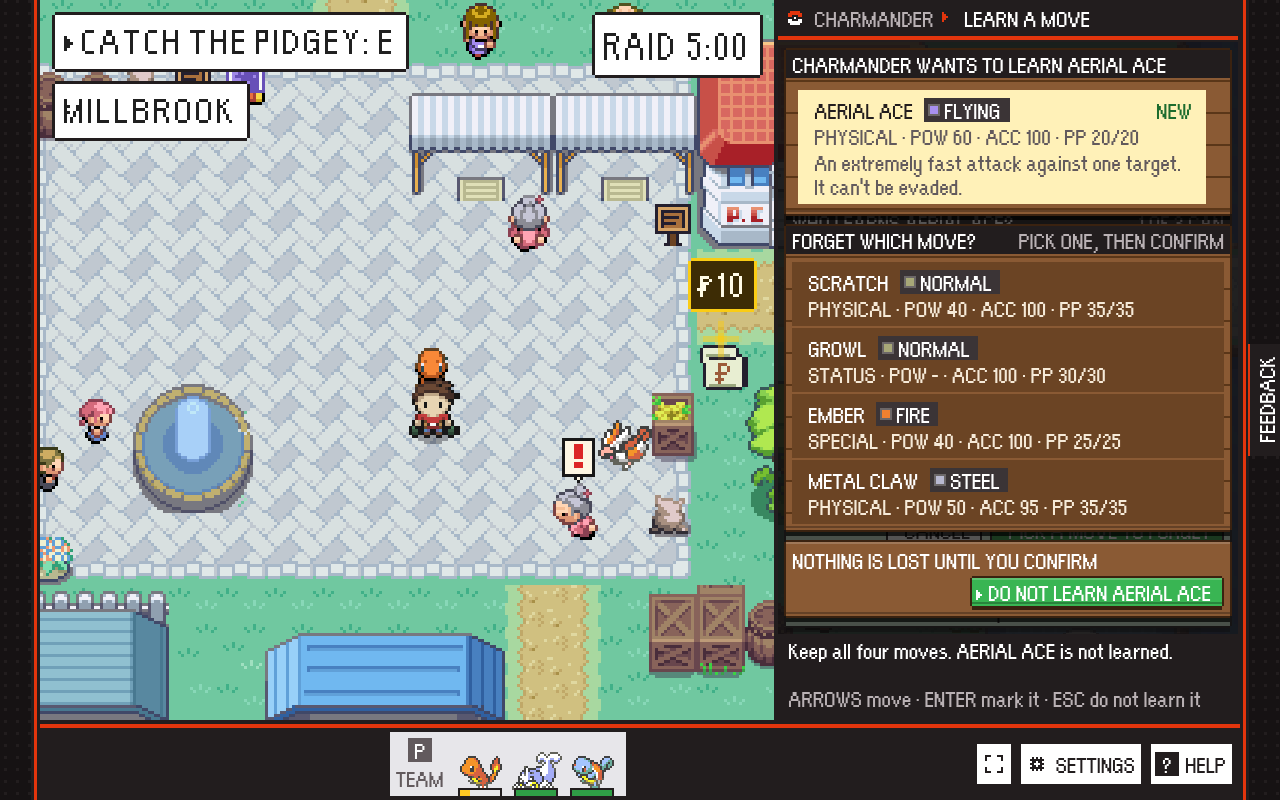 CATCH THE PIDGEY: E
RAID 5:00
MILLBROOK
P.C
₽10
₽
!
CHARMANDER LEARN A MOVE
CHARMANDER WANTS TO LEARN AERIAL ACE
AERIAL ACE FLYING NEW
PHYSICAL · POW 60 · ACC 100 · PP 20/20
An extremely fast attack against one target.
It can't be evaded.
FORGET WHICH MOVE? PICK ONE, THEN CONFIRM
SCRATCH NORMAL
PHYSICAL · POW 40 · ACC 100 · PP 35/35
GROWL NORMAL
STATUS · POW - · ACC 100 · PP 30/30
EMBER FIRE
SPECIAL · POW 40 · ACC 100 · PP 25/25
METAL CLAW STEEL
PHYSICAL · POW 50 · ACC 95 · PP 35/35
NOTHING IS LOST UNTIL YOU CONFIRM
DO NOT LEARN AERIAL ACE
Keep all four moves. AERIAL ACE is not learned.
ARROWS move · ENTER mark it · ESC do not learn it
FEEDBACK
P
TEAM
SETTINGS
? HELP